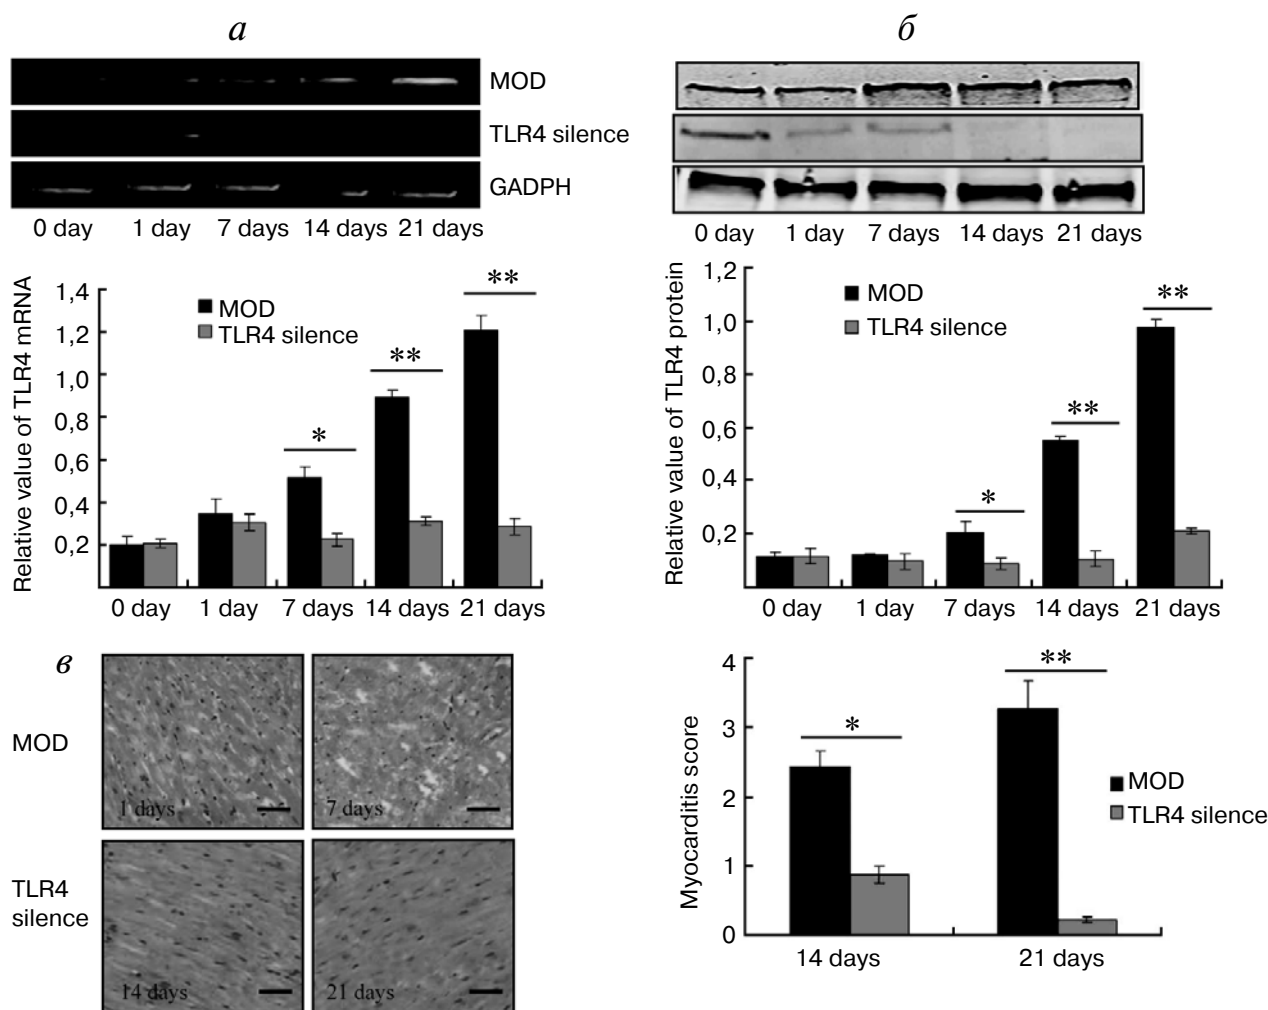 а
MOD
TLR4 silence
GADPH
0 day 1 day 7 days 14 days 21 days
Relative value of TLR4 mRNA
1,4
1,2
1,0
0,8
0,6
0,4
0,2
MOD
TLR4 silence
*
**
**
0 day 1 day 7 days 14 days 21 days
б
0 day 1 day 7 days 14 days 21 days
Relative value of TLR4 protein
1,2
1,0
0,8
0,6
0,4
0,2
MOD
TLR4 silence
*
**
**
0 day 1 day 7 days 14 days 21 days
в
MOD
1 days
7 days
TLR4
silence
14 days
21 days
Myocarditis score
4
3
2
1
0
*
**
MOD
TLR4 silence
14 days 21 days